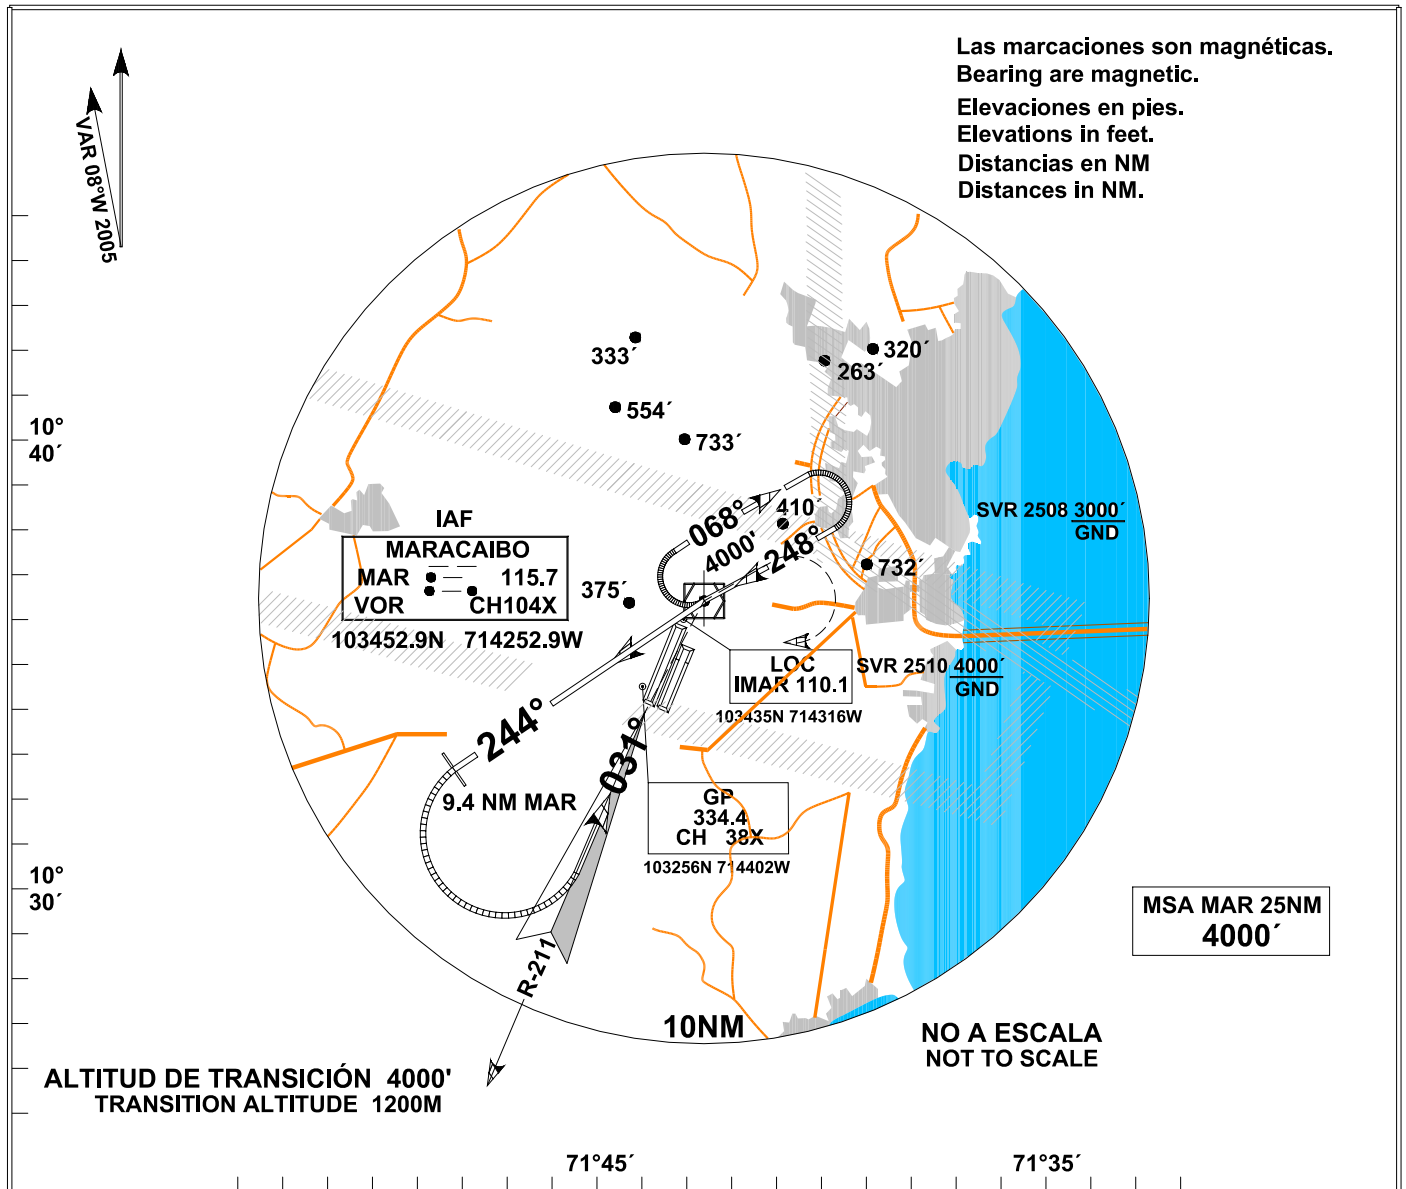 Las marcaciones son magnéticas.
Bearing are magnetic.
Elevaciones en pies.
Elevations in feet.
Distancias en NM
Distances in NM.
VAR 08°W 2005
333´
320´
263´
554´
733´
10°
40´
410´
068°
4000'
248°
SVR 2508 3000´
GND
IAF
MARACAIBO
MAR 115.7
VOR CH104X
103452.9N 714252.9W
375´
732´
LOC
IMAR 110.1
103435N 714316W
SVR 2510 4000´
GND
244°
031°
9.4 NM MAR
GP
334.4
CH 38X
103256N 714402W
10°
30´
MSA MAR 25NM
4000´
R-211
10NM
NO A ESCALA
NOT TO SCALE
ALTITUD DE TRANSICIÓN 4000'
TRANSITION ALTITUDE 1200M
71°45´
71°35´